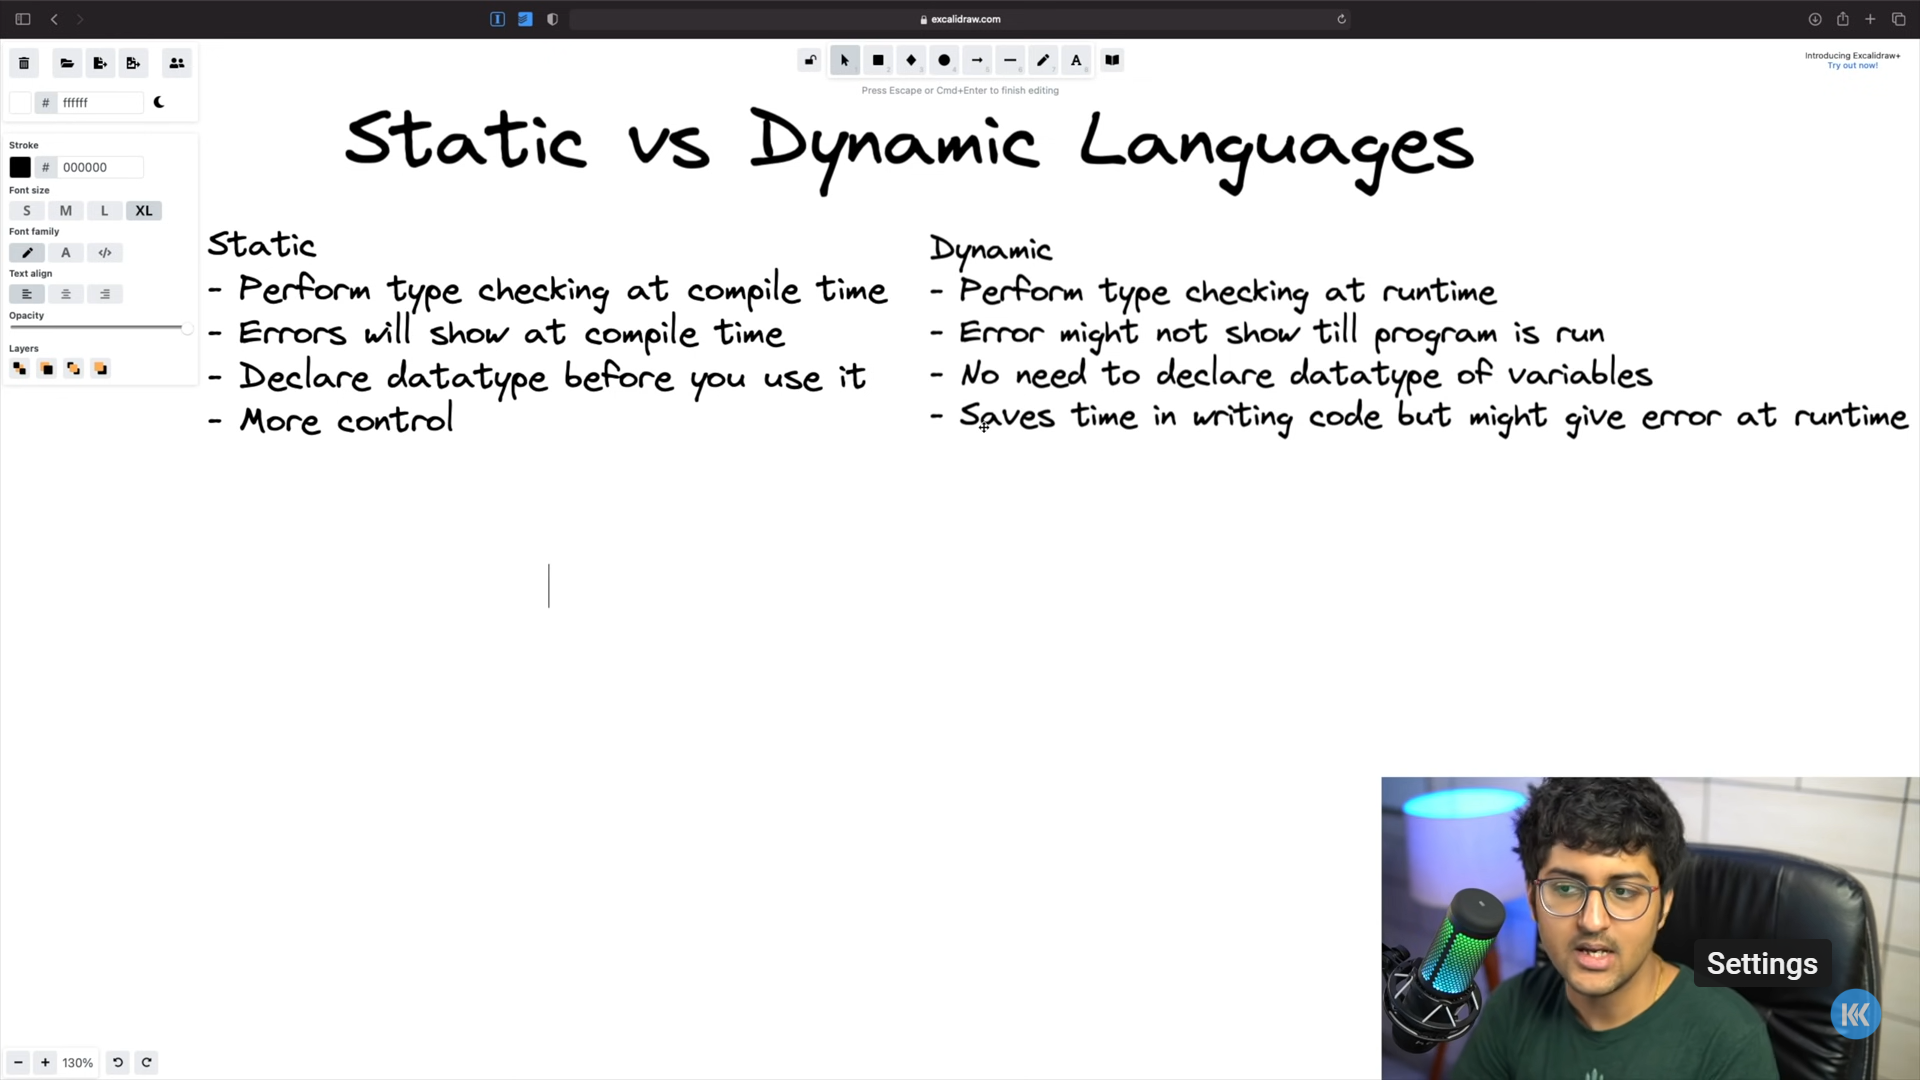 excalidraw.com
Introducing Excalidraw+
Try out now!
Press Escape or Cmd+Enter to finish editing
# ffffff
Stroke
# 000000
Font size
S M L XL
Font family
A </>
Text align
Opacity
Layers
Static vs Dynamic Languages
Static
- Perform type checking at compile time
- Errors will show at compile time
- Declare datatype before you use it
- More control
Dynamic
- Perform type checking at runtime
- Error might not show till program is run
- No need to declare datatype of variables
- Saves time in writing code but might give error at runtime
Settings
KK
130%